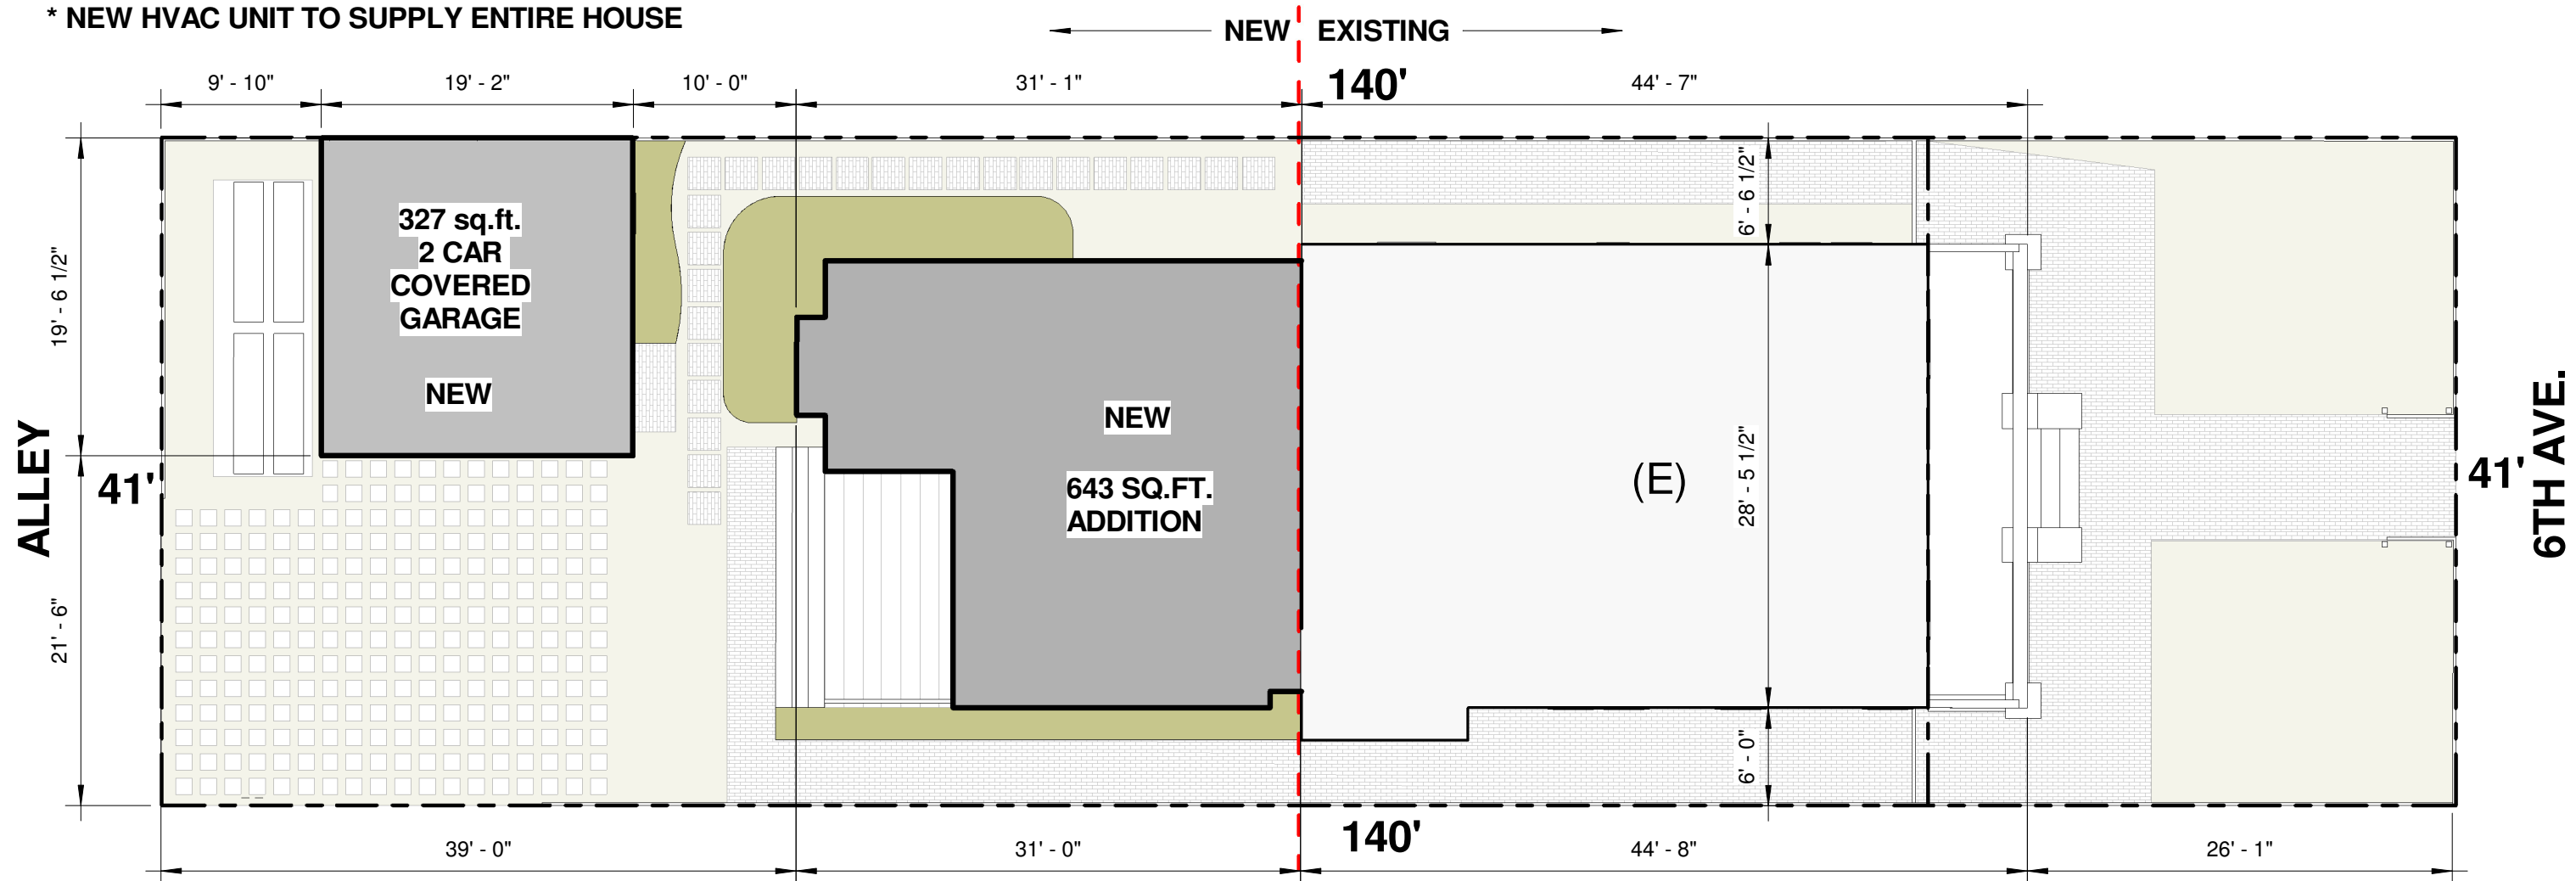 * NEW HVAC UNIT TO SUPPLY ENTIRE HOUSE
NEW EXISTING
9' - 10" 19' - 2" 10' - 0" 31' - 1" 140' 44' - 7"
6' - 6 1/2"
327 sq.ft.
2 CAR
COVERED
GARAGE
NEW
19' - 6 1/2"
ALLEY
41'
NEW
643 SQ.FT.
ADDITION
(E)
28' - 5 1/2"
41'
6TH AVE.
21' - 6"
6' - 0"
140'
39' - 0" 31' - 0" 44' - 8" 26' - 1"